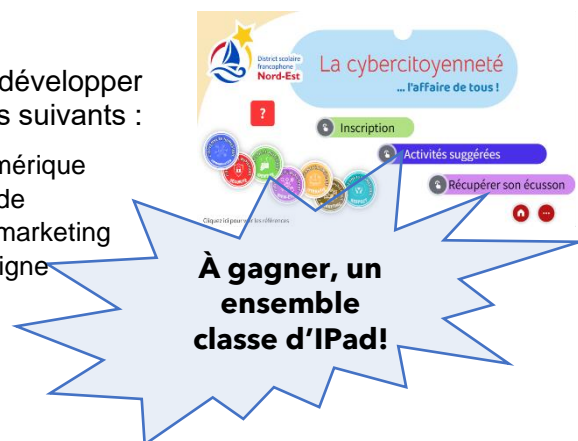 développer
s suivants :
mérique
de
marketing
igne
District scolaire
francophone
Nord-Est
La cybercitoyenneté
... l'affaire de tous !
?
Inscription
Activités suggérées
Récupérer son écusson
Cliquez ici pour voir les références
À gagner, un
ensemble
classe d'IPad!